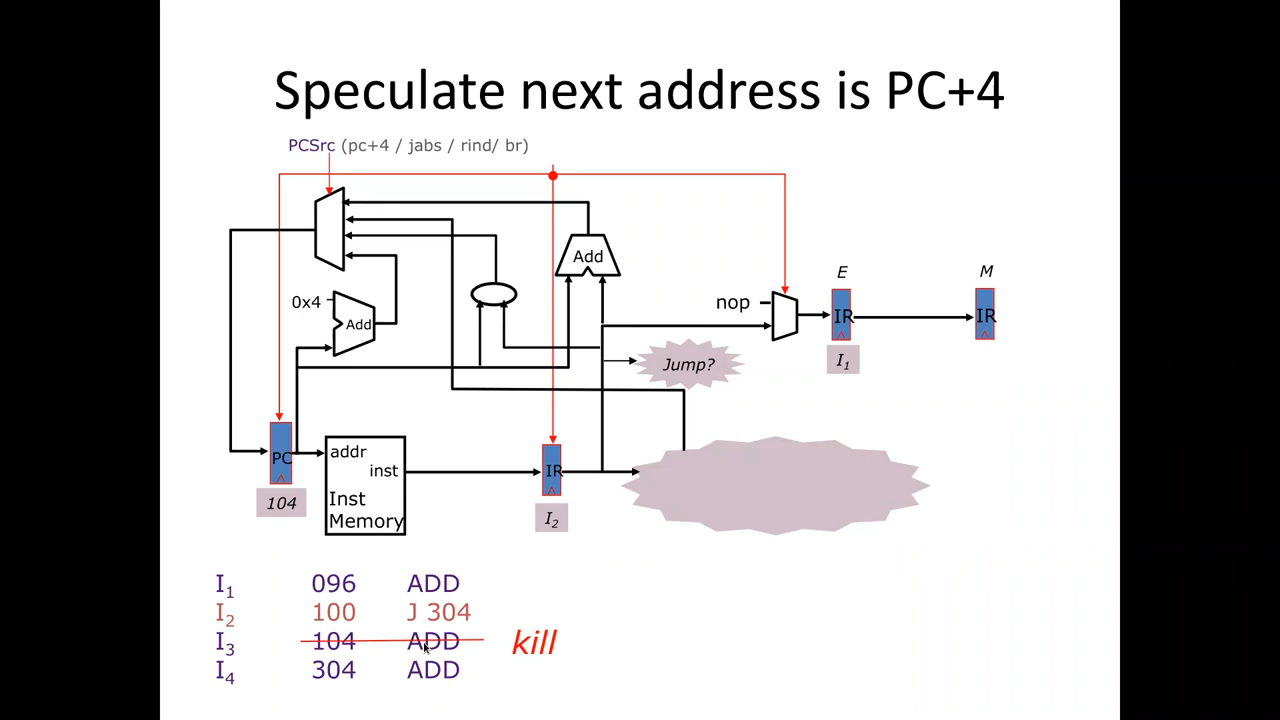 Speculate next address is PC+4
PCSrc (pc+4 / jabs / rind/ br)
Add
E
M
0x4
Add
nop
IR
IR
I1
Jump?
PC
addr
inst
Inst
Memory
IR
104
I2
I1 096 ADD
I2 100 J 304
I3 104 ADD kill
I4 304 ADD